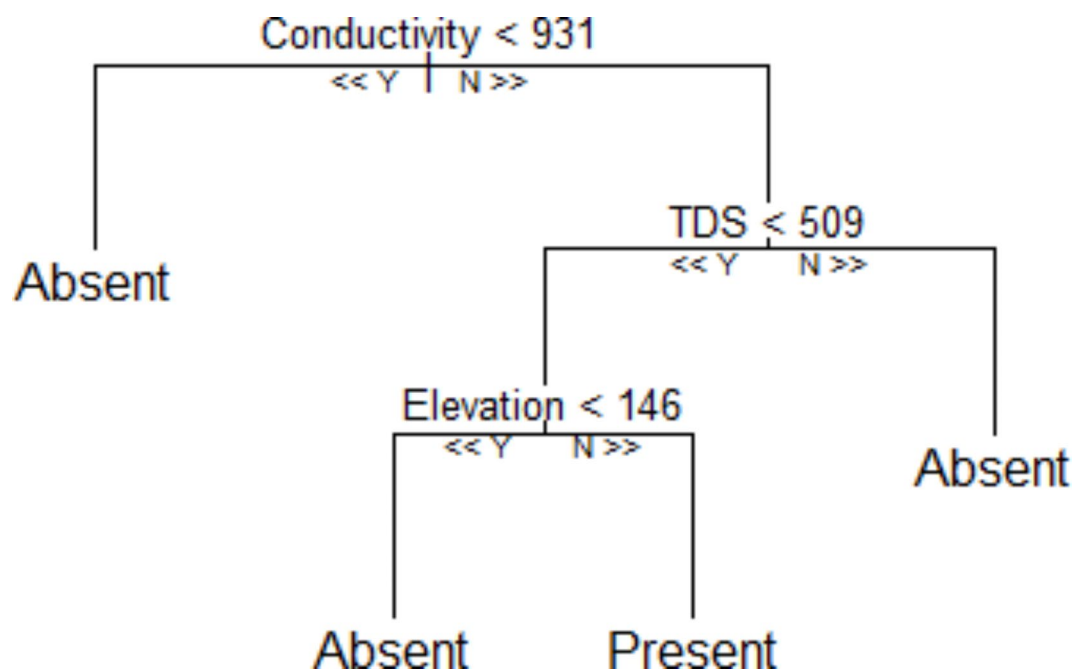 Conductivity < 931
<< Y N >>
TDS < 509
<< Y N >>
Absent
Elevation < 146
<< Y N >>
Absent
Absent
Present